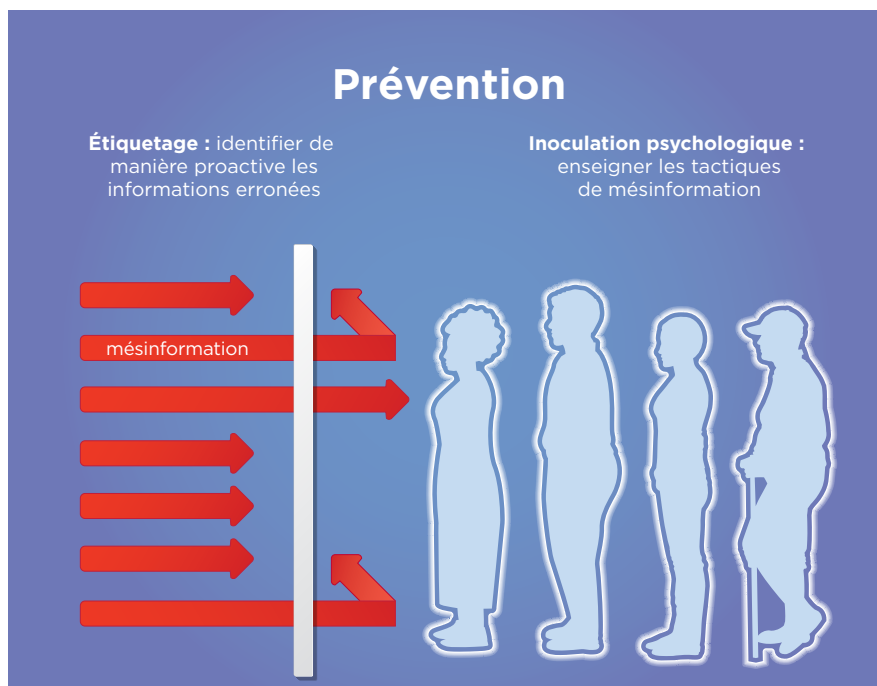 Prévention
Étiquetage : identifier de
manière proactive les
informations erronées
Inoculation psychologique :
enseigner les tactiques
de mésinformation
mésinformation